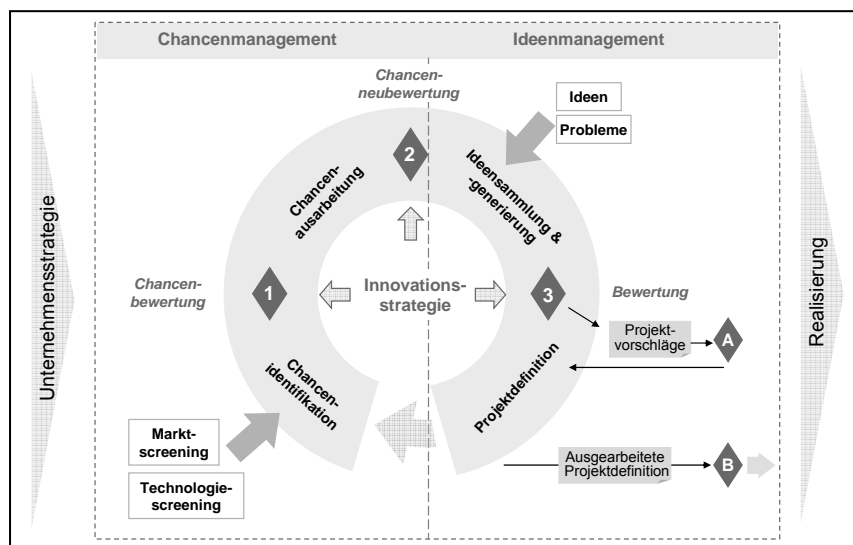 Chancenmanagement
Ideenmanagement
Unternehmensstrategie
Chancen-
neubewertung
Ideen
Probleme
2
Chancen-
ausarbeitung
Ideensammlung &
-generierung
Chancen-
bewertung
1
Innovations-
strategie
3
Bewertung
Projekt-
vorschläge
A
Chancen-
identifikation
Projektdefinition
Markt-
screening
Technologie-
screening
Ausgearbeitete
Projektdefinition
B
Realisierung